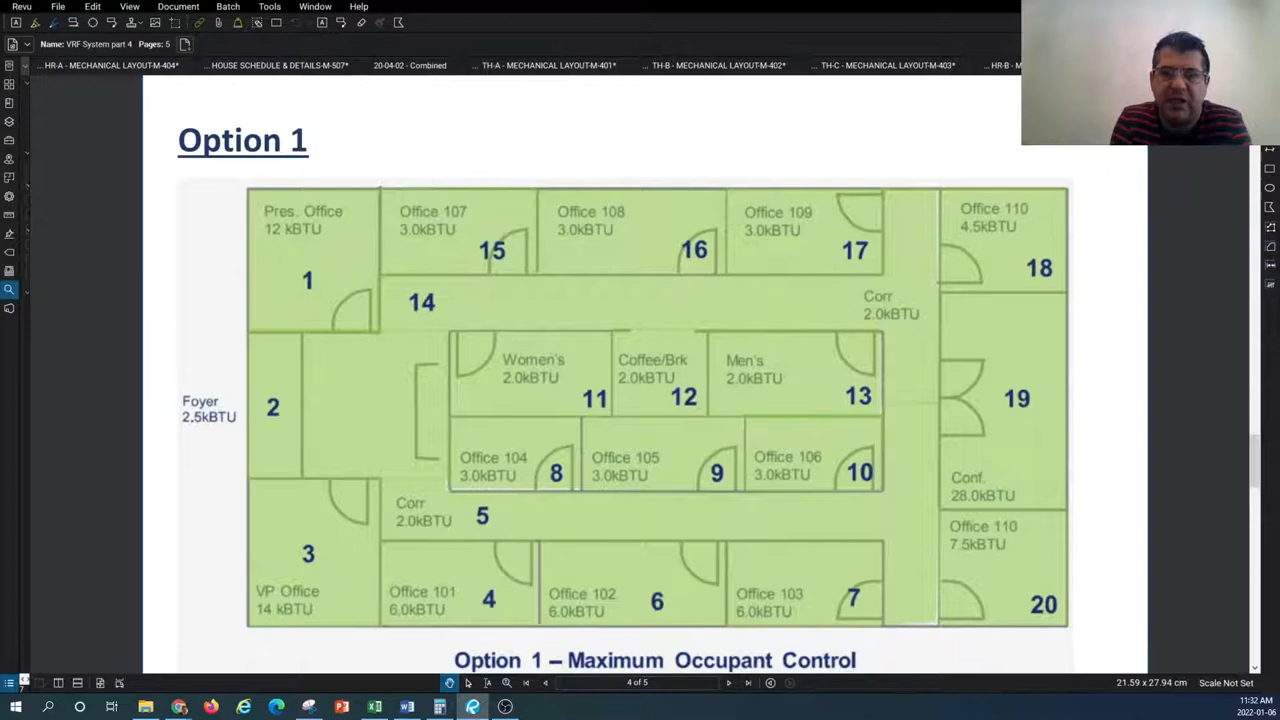 Revu File Edit View Document Batch Tools Window Help
Name: VRF System part 4 Pages: 5
... HR-A - MECHANICAL LAYOUT-M-404* ... HOUSE SCHEDULE & DETAILS-M-507* 20-04-02 - Combined ... TH-A - MECHANICAL LAYOUT-M-401* ... TH-B - MECHANICAL LAYOUT-M-402* ... TH-C - MECHANICAL LAYOUT-M-403* ... HR-B - M
Option 1
Pres. Office
12 kBTU
1
Office 107
3.0kBTU
15
Office 108
3.0kBTU
16
Office 109
3.0kBTU
17
Office 110
4.5kBTU
18
14
Corr
2.0kBTU
Women's
2.0kBTU
11
Coffee/Brk
2.0kBTU
12
Men's
2.0kBTU
13
Foyer
2.5kBTU
2
19
Conf.
28.0kBTU
Office 104
3.0kBTU
8
Office 105
3.0kBTU
9
Office 106
3.0kBTU
10
Corr
2.0kBTU
5
3
VP Office
14 kBTU
Office 101
6.0kBTU
4
Office 102
6.0kBTU
6
Office 103
6.0kBTU
7
Office 110
7.5kBTU
20
Option 1 – Maximum Occupant Control
4 of 5
21.59 x 27.94 cm Scale Not Set
11:32 AM
2022-01-06